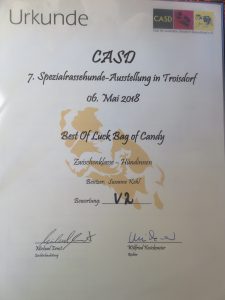 Urkunde
CASD
CASD
7. Spezialrassehunde-Ausstellung in Troisdorf
06. Mai 2018
Best Of Luck Bag of Candy
Zwischenklasse - Hündinnen
Besitzer: Susanne Kohl
Bewertung: V2
Richter